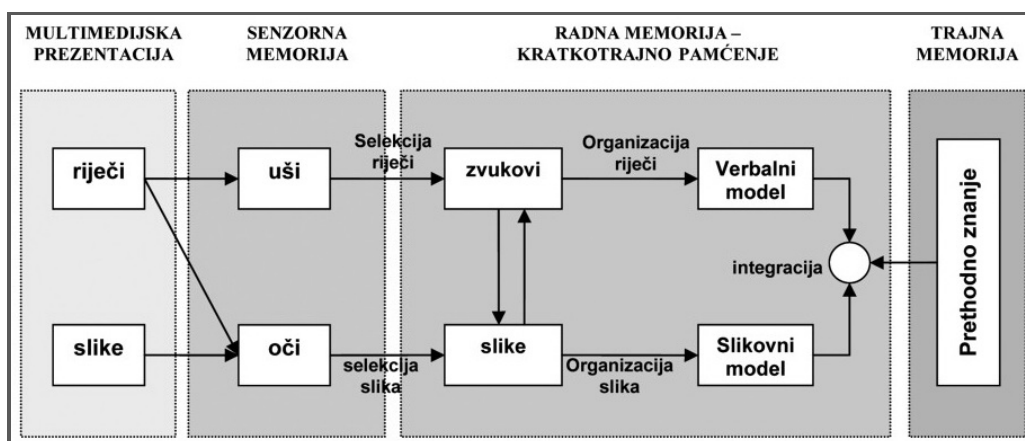 MULTIMEDIJSKA
PREZENTACIJA
SENZORNA
MEMORIJA
RADNA MEMORIJA –
KRATKOTRAJNO PAMĆENJE
TRAJNA
MEMORIJA
riječi
uši
Selekcija
riječi
zvukovi
Organizacija
riječi
Verbalni
model
integracija
Prethodno znanje
slike
oči
selekcija
slika
slike
Organizacija
slika
Slikovni
model